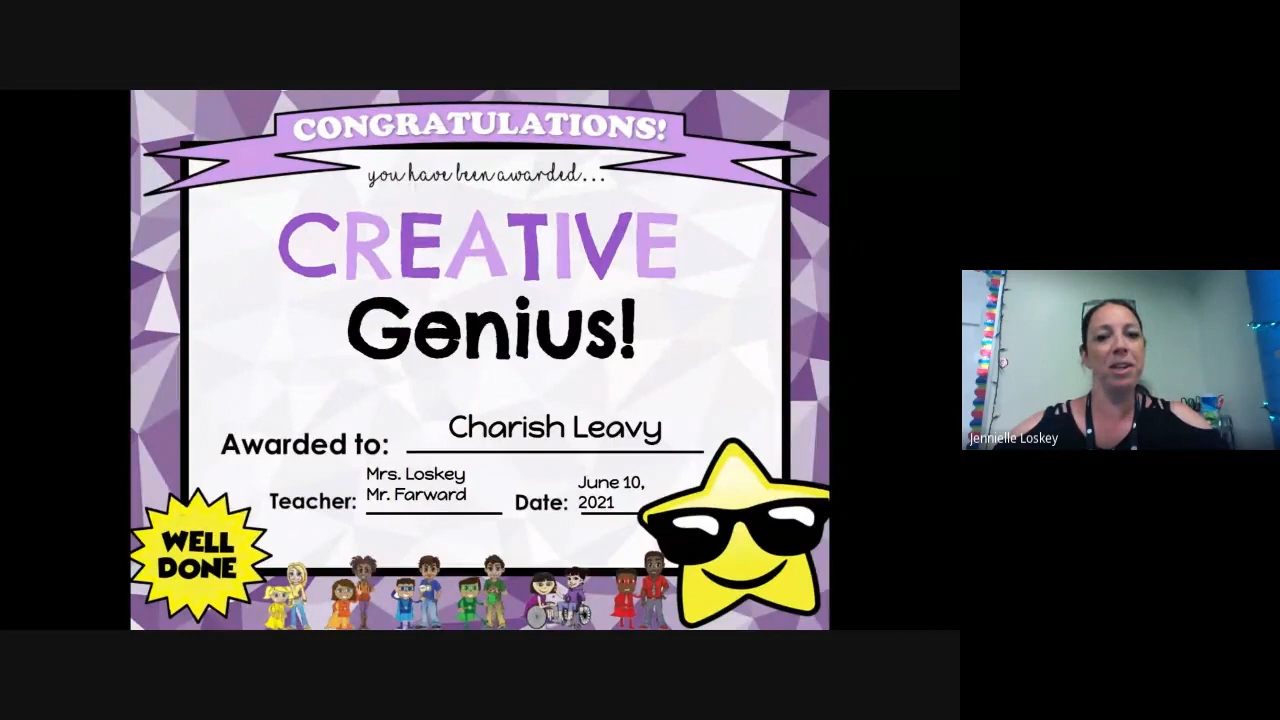 CONGRATULATIONS!
you have been awarded...
CREATIVE
Genius!
Awarded to: Charish Leavy
Teacher: Mrs. Loskey
Mr. Farward
Date: June 10,
2021
WELL
DONE
Jennielle Loskey